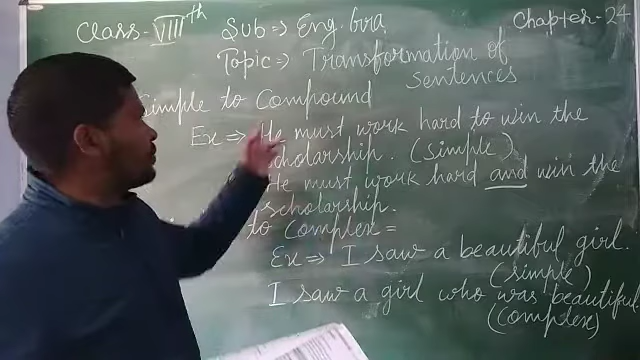 Class-VIIIth Sub⇒ Eng. Gra. Chapter-24
Topic⇒ Transformation of
sentences
Simple to Compound
Ex⇒ He must work hard to win the
scholarship. (simple)
He must work hard and win the
scholarship.
to Complex=
Ex⇒ I saw a beautiful girl.
(simple)
I saw a girl who was beautiful.
(complex)